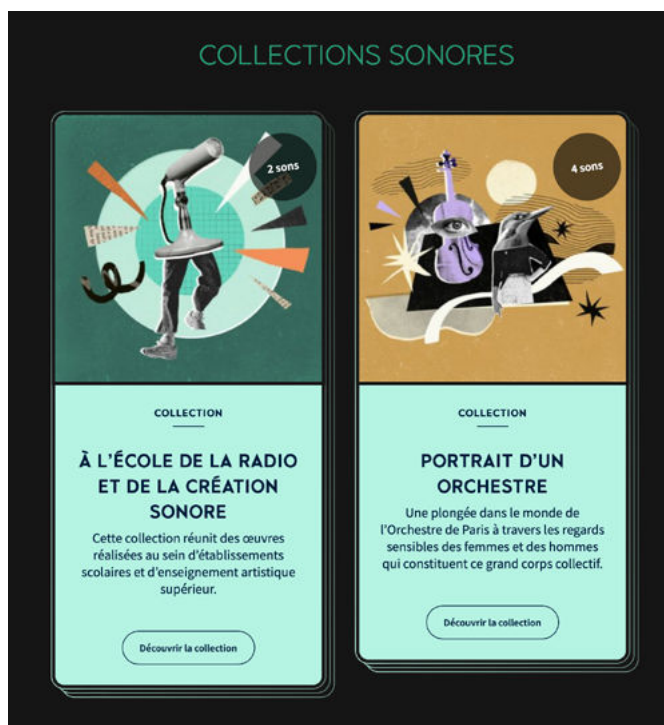 COLLECTIONS SONORES
2 sons
COLLECTION
À L'ÉCOLE DE LA RADIO
ET DE LA CRÉATION
SONORE
Cette collection réunit des œuvres
réalisées au sein d'établissements
scolaires et d'enseignement artistique
supérieur.
Découvrir la collection
4 sons
COLLECTION
PORTRAIT D'UN
ORCHESTRE
Une plongée dans le monde de
l'Orchestre de Paris à travers les regards
sensibles des femmes et des hommes
qui constituent ce grand corps collectif.
Découvrir la collection